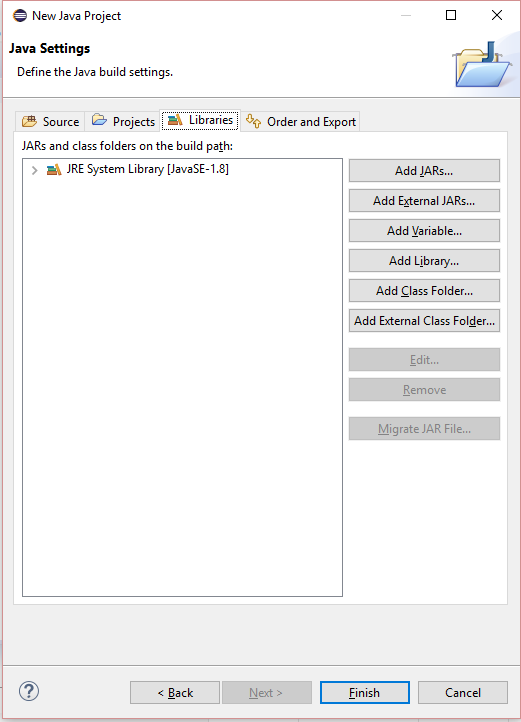 New Java Project
Java Settings
Define the Java build settings.
Source Projects Libraries Order and Export
JARs and class folders on the build path:
JRE System Library [JavaSE-1.8]
Add JARs...
Add External JARs...
Add Variable...
Add Library...
Add Class Folder...
Add External Class Folder...
Edit...
Remove
Migrate JAR File...
? < Back Next > Finish Cancel